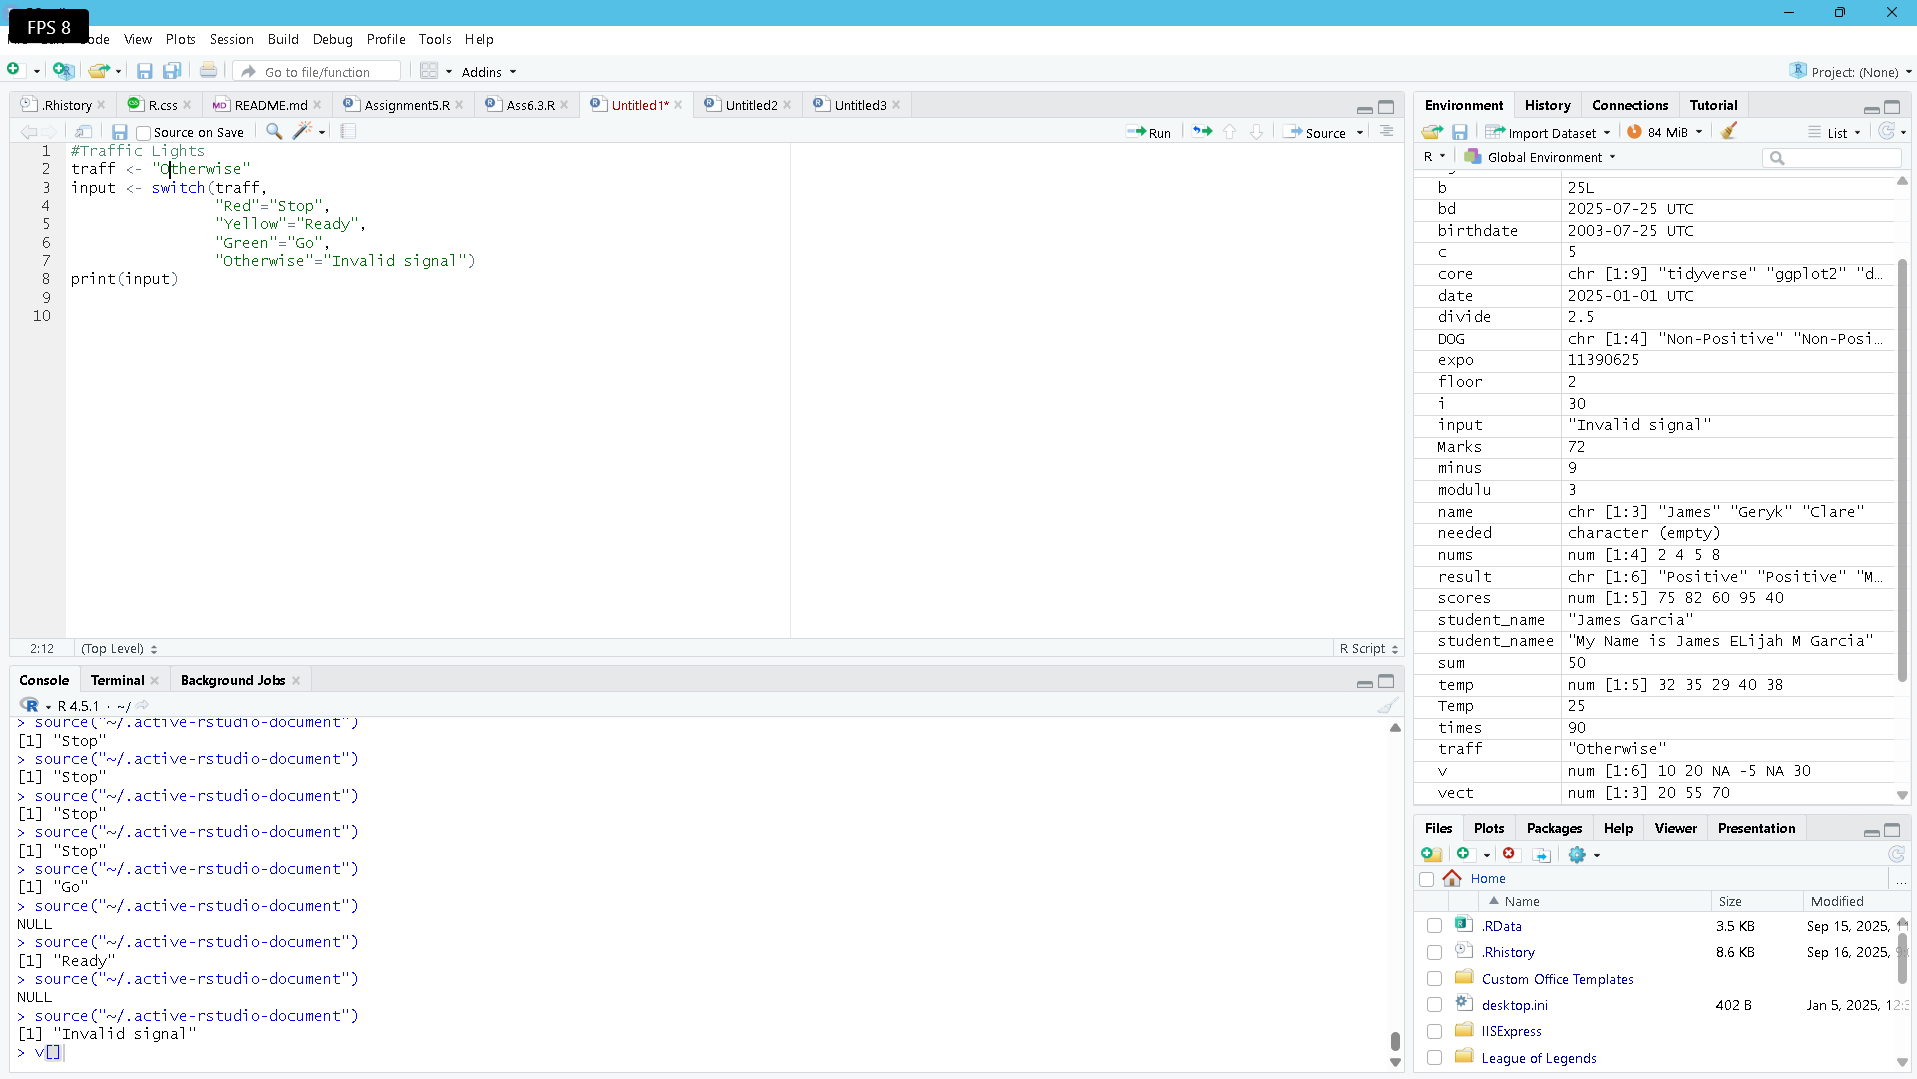 FPS 8
ode View Plots Session Build Debug Profile Tools Help
Go to file/function Addins Project: (None)
.Rhistory R.css README.md Assignment5.R Ass6.3.R Untitled1* Untitled2 Untitled3
Source on Save Run Source
1 #Traffic Lights
2 traff <- "Otherwise"
3 input <- switch(traff,
4 "Red"="Stop",
5 "Yellow"="Ready",
6 "Green"="Go",
7 "Otherwise"="Invalid signal")
8 print(input)
9
10
2:12 (Top Level) R Script
Console Terminal Background Jobs
R 4.5.1 · ~/
> source("~/.active-rstudio-document")
[1] "Stop"
> source("~/.active-rstudio-document")
[1] "Stop"
> source("~/.active-rstudio-document")
[1] "Stop"
> source("~/.active-rstudio-document")
[1] "Stop"
> source("~/.active-rstudio-document")
[1] "Go"
> source("~/.active-rstudio-document")
NULL
> source("~/.active-rstudio-document")
[1] "Ready"
> source("~/.active-rstudio-document")
NULL
> source("~/.active-rstudio-document")
[1] "Invalid signal"
> v[]
Environment History Connections Tutorial
Import Dataset 84 MiB List
R Global Environment
b 25L
bd 2025-07-25 UTC
birthdate 2003-07-25 UTC
c 5
core chr [1:9] "tidyverse" "ggplot2" "d…
date 2025-01-01 UTC
divide 2.5
DOG chr [1:4] "Non-Positive" "Non-Posi…
expo 11390625
floor 2
i 30
input "Invalid signal"
Marks 72
minus 9
modulu 3
name chr [1:3] "James" "Geryk" "Clare"
needed character (empty)
nums num [1:4] 2 4 5 8
result chr [1:6] "Positive" "Positive" "M…
scores num [1:5] 75 82 60 95 40
student_name "James Garcia"
student_namee "My Name is James ELijah M Garcia"
sum 50
temp num [1:5] 32 35 29 40 38
Temp 25
times 90
traff "Otherwise"
v num [1:6] 10 20 NA -5 NA 30
vect num [1:3] 20 55 70
Files Plots Packages Help Viewer Presentation
Home ...
Name Size Modified
.RData 3.5 KB Sep 15, 2025,
.Rhistory 8.6 KB Sep 16, 2025,
Custom Office Templates
desktop.ini 402 B Jan 5, 2025, 12:
IISExpress
League of Legends